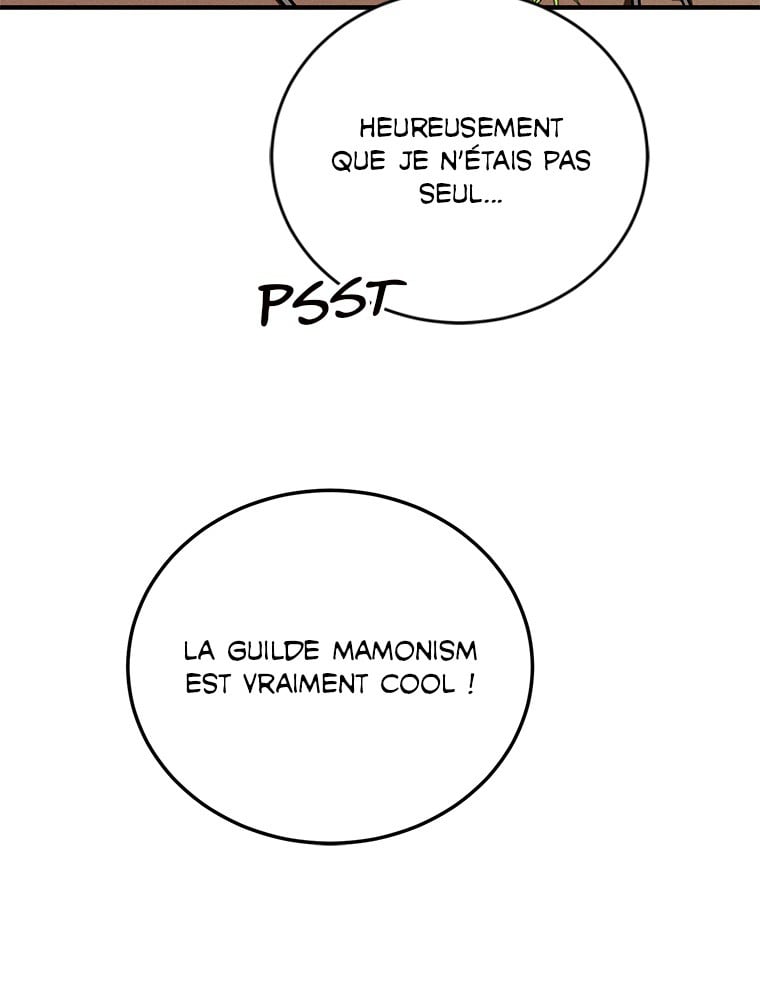 HEUREUSEMENT
QUE JE N'ÉTAIS PAS
SEUL...
PSST
LA GUILDE MAMONISM
EST VRAIMENT COOL !